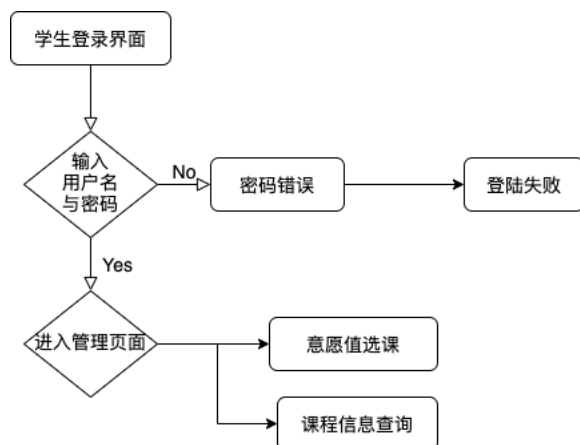 学生登录界面
输入
用户名
与密码
No
密码错误
登陆失败
Yes
进入管理页面
意愿值选课
课程信息查询